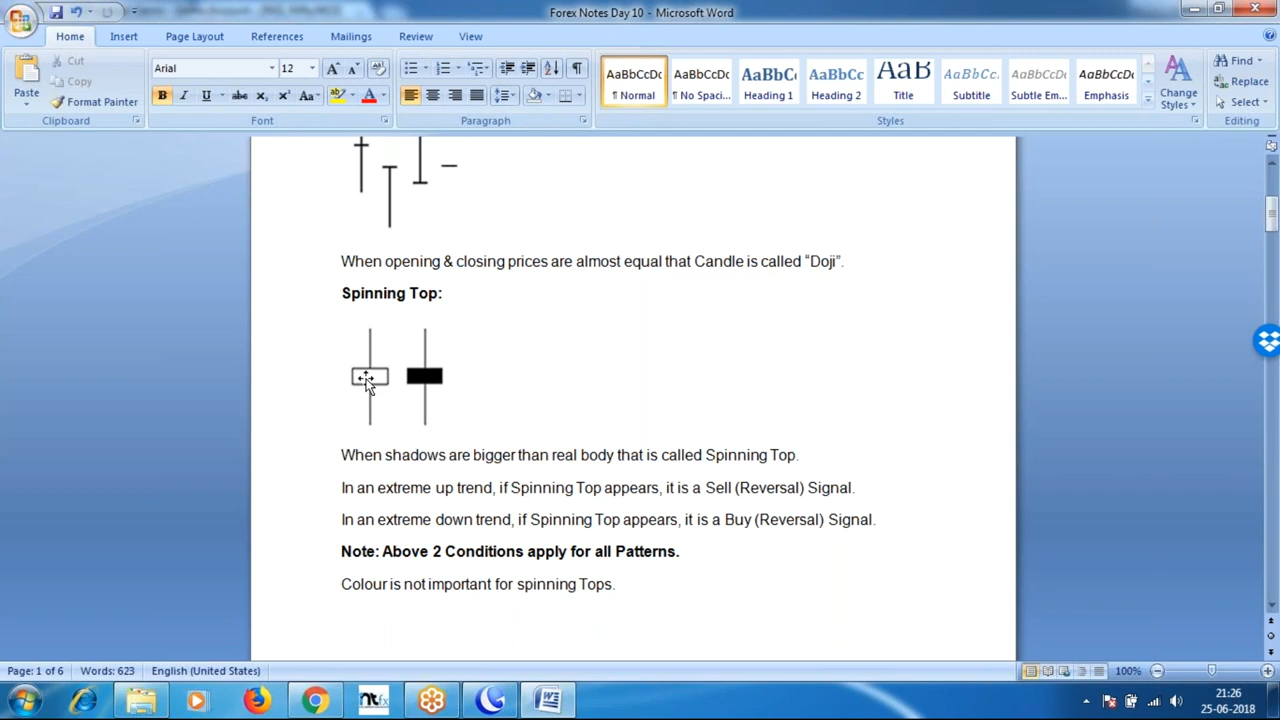 Forex Notes Day 10 - Microsoft Word
Home Insert Page Layout References Mailings Review View
Paste
Cut
Copy
Format Painter
Clipboard
Arial 12
B I U abc X₂ X² Aa A
Font
Paragraph
AaBbCcDc AaBbCcDc AaBbC AaBbCc AaB AaBbCc. AaBbCcDc AaBbCcDc
¶ Normal ¶ No Spaci... Heading 1 Heading 2 Title Subtitle Subtle Em... Emphasis
Change Styles
Styles
Find
Replace
Select
Editing
When opening & closing prices are almost equal that Candle is called “Doji”.
Spinning Top:
When shadows are bigger than real body that is called Spinning Top.
In an extreme up trend, if Spinning Top appears, it is a Sell (Reversal) Signal.
In an extreme down trend, if Spinning Top appears, it is a Buy (Reversal) Signal.
Note: Above 2 Conditions apply for all Patterns.
Colour is not important for spinning Tops.
Page: 1 of 6 Words: 623 English (United States) 100%
ntfx
21:26
25-06-2018